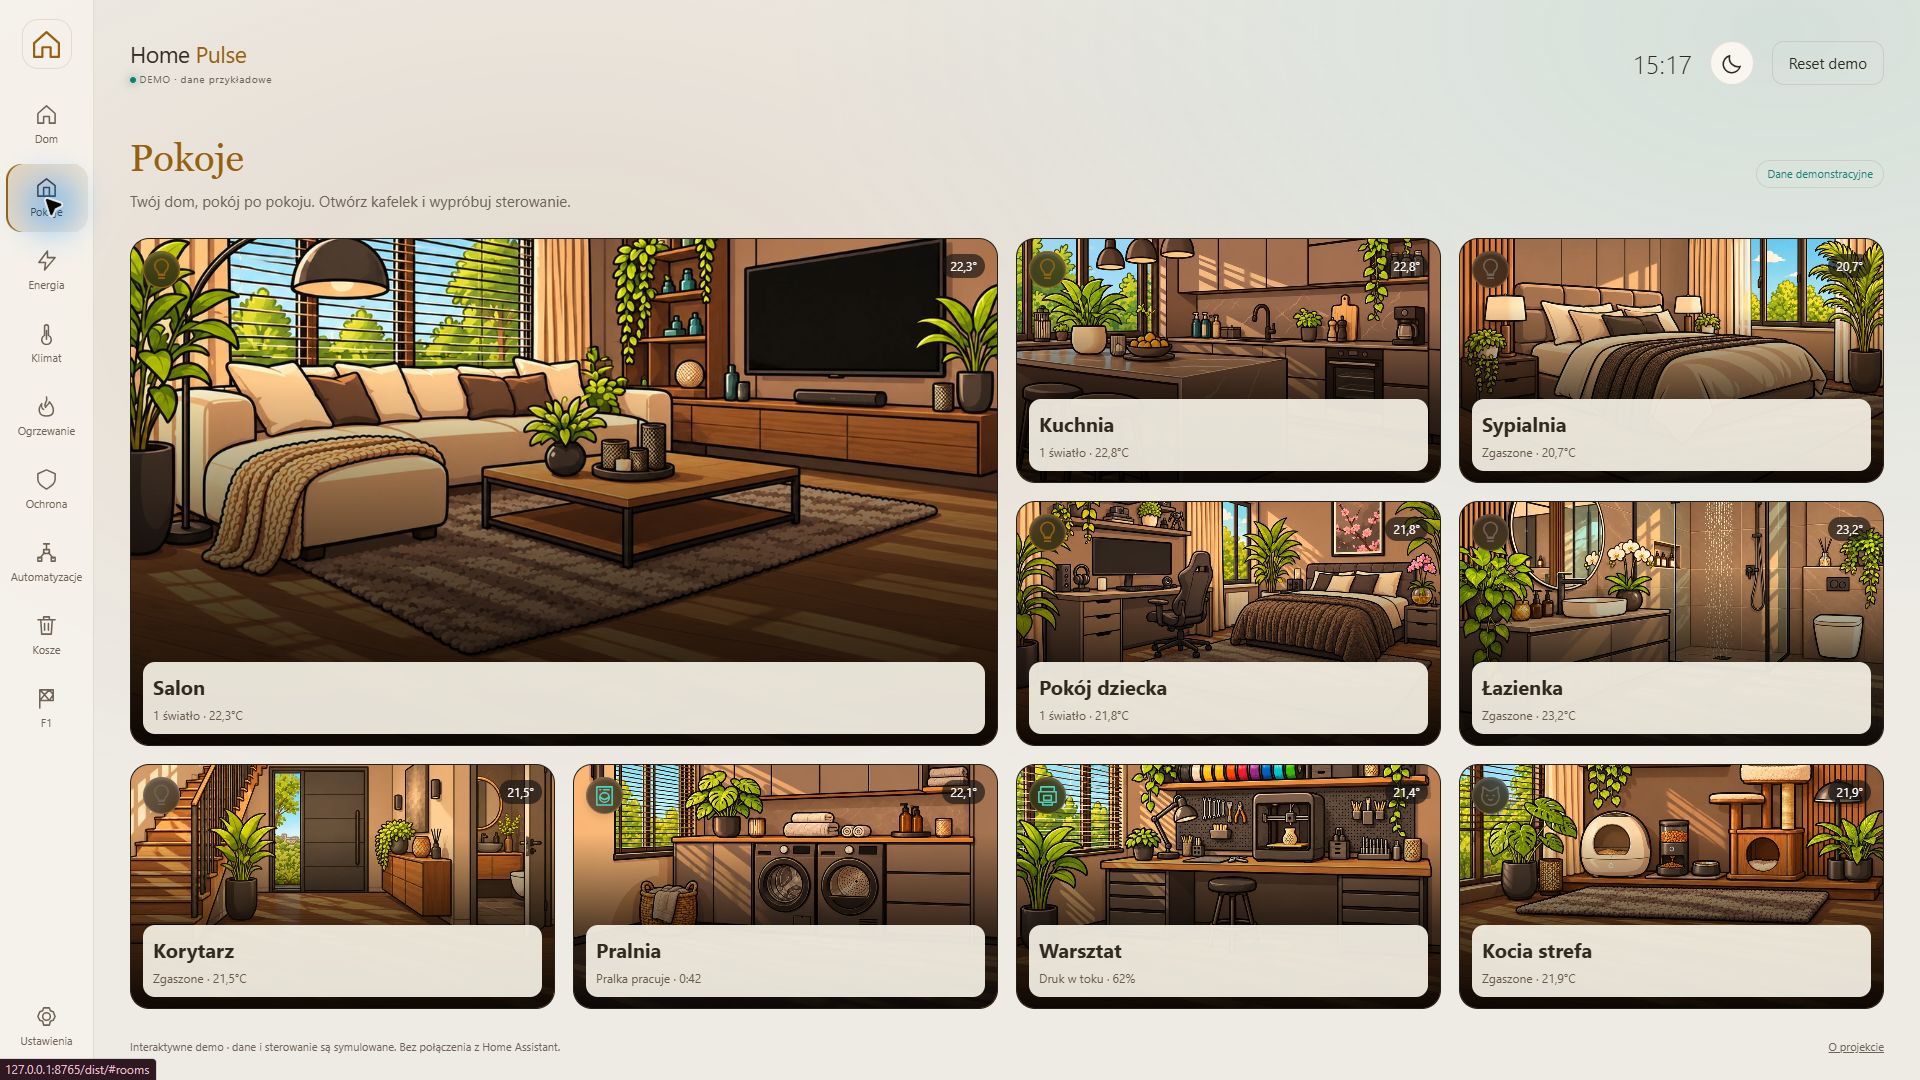 Home Pulse
DEMO · dane przykładowe
15:17
Reset demo
Dom
Pokoje
Energia
Klimat
Ogrzewanie
Ochrona
Automatyzacje
Kosze
F1
Ustawienia
Pokoje
Twój dom, pokój po pokoju. Otwórz kafelek i wypróbuj sterowanie.
Dane demonstracyjne
22,3°
Salon
1 światło · 22,3°C
22,8°
Kuchnia
1 światło · 22,8°C
20,7°
Sypialnia
Zgaszone · 20,7°C
21,8°
Pokój dziecka
1 światło · 21,8°C
23,2°
Łazienka
Zgaszone · 23,2°C
21,5°
Korytarz
Zgaszone · 21,5°C
22,1°
Pralnia
Pralka pracuje · 0:42
21,4°
Warsztat
Druk w toku · 62%
21,9°
Kocia strefa
Zgaszone · 21,9°C
Interaktywne demo · dane i sterowanie są symulowane. Bez połączenia z Home Assistant.
O projekcie
127.0.0.1:8765/dist/#rooms